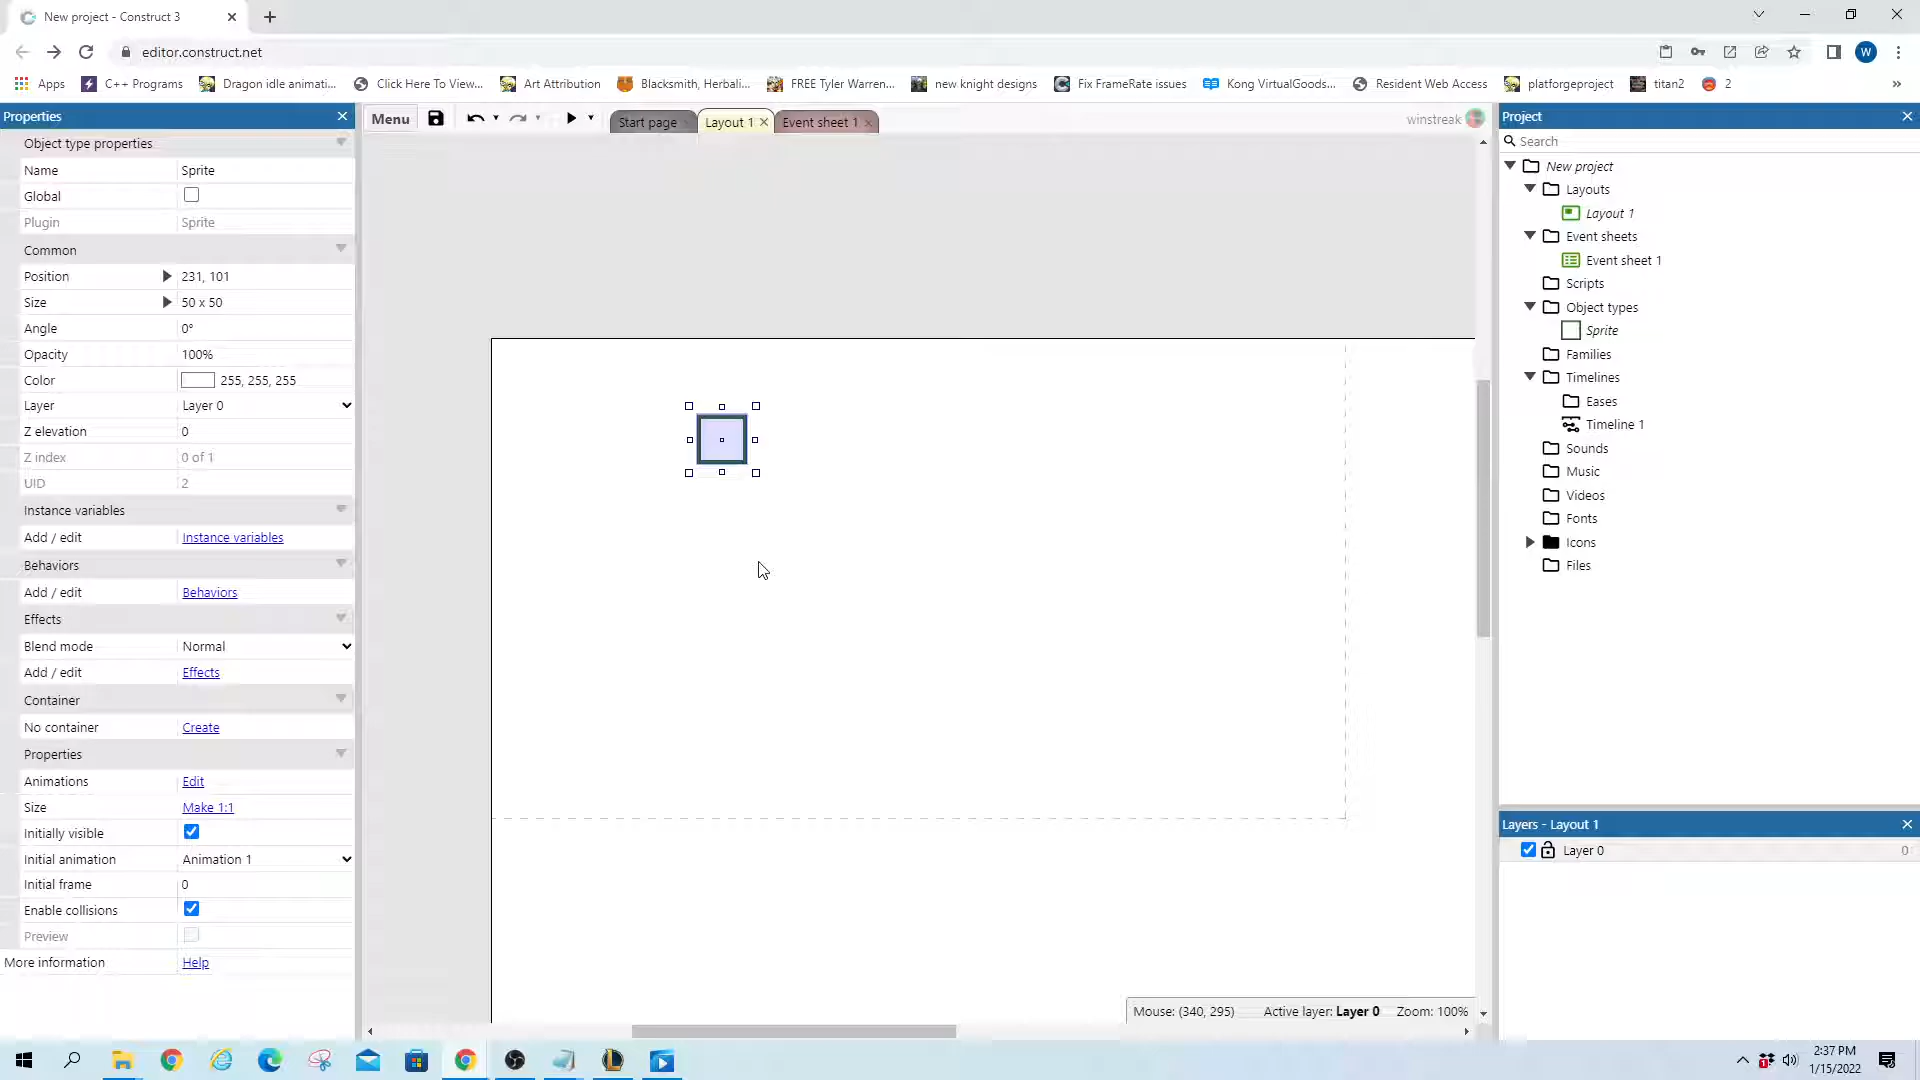 New project - Construct 3
editor.construct.net
W
Apps
C++ Programs
Dragon idle animati...
Click Here To View...
Art Attribution
Blacksmith, Herbali...
FREE Tyler Warren...
new knight designs
Fix FrameRate issues
Kong VirtualGoods...
Resident Web Access
platforgeproject
titan2
2
»
Properties
Menu
Start page
Layout 1
Event sheet 1
winstreak
Project
Object type properties
Name Sprite
Global
Plugin Sprite
Common
Position 231, 101
Size 50 x 50
Angle 0°
Opacity 100%
Color 255, 255, 255
Layer Layer 0
Z elevation 0
Z index 0 of 1
UID 2
Instance variables
Add / edit Instance variables
Behaviors
Add / edit Behaviors
Effects
Blend mode Normal
Add / edit Effects
Container
No container Create
Properties
Animations Edit
Size Make 1:1
Initially visible
Initial animation Animation 1
Initial frame 0
Enable collisions
Preview
More information Help
Search
New project
Layouts
Layout 1
Event sheets
Event sheet 1
Scripts
Object types
Sprite
Families
Timelines
Eases
Timeline 1
Sounds
Music
Videos
Fonts
Icons
Files
Layers - Layout 1
Layer 0 0
Mouse: (340, 295) Active layer: Layer 0 Zoom: 100%
2:37 PM
1/15/2022